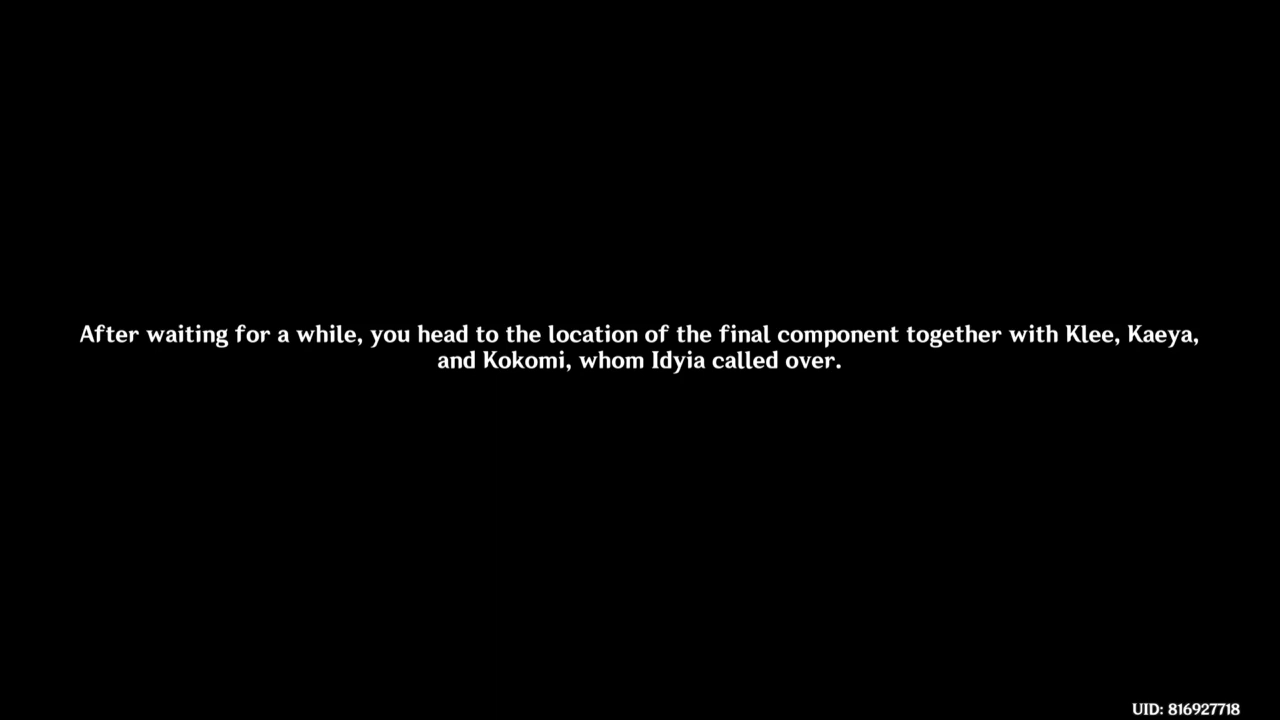 After waiting for a while, you head to the location of the final component together with Klee, Kaeya,
and Kokomi, whom Idyia called over.
UID: 816927718